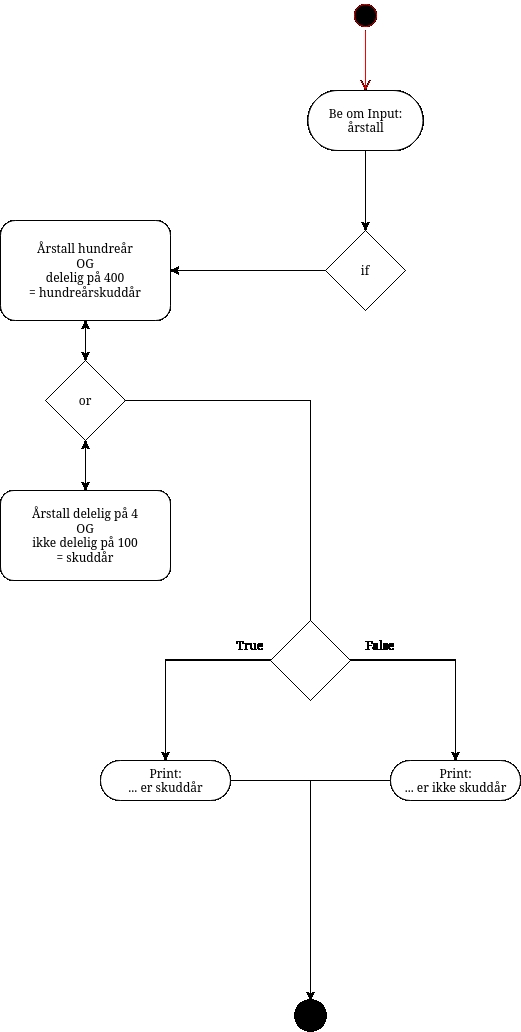 Be om Input:
årstall
if
Årstall hundreår
OG
delelig på 400
= hundreårskuddår
or
Årstall delelig på 4
OG
ikke delelig på 100
= skuddår
True
False
Print:
... er skuddår
Print:
... er ikke skuddår